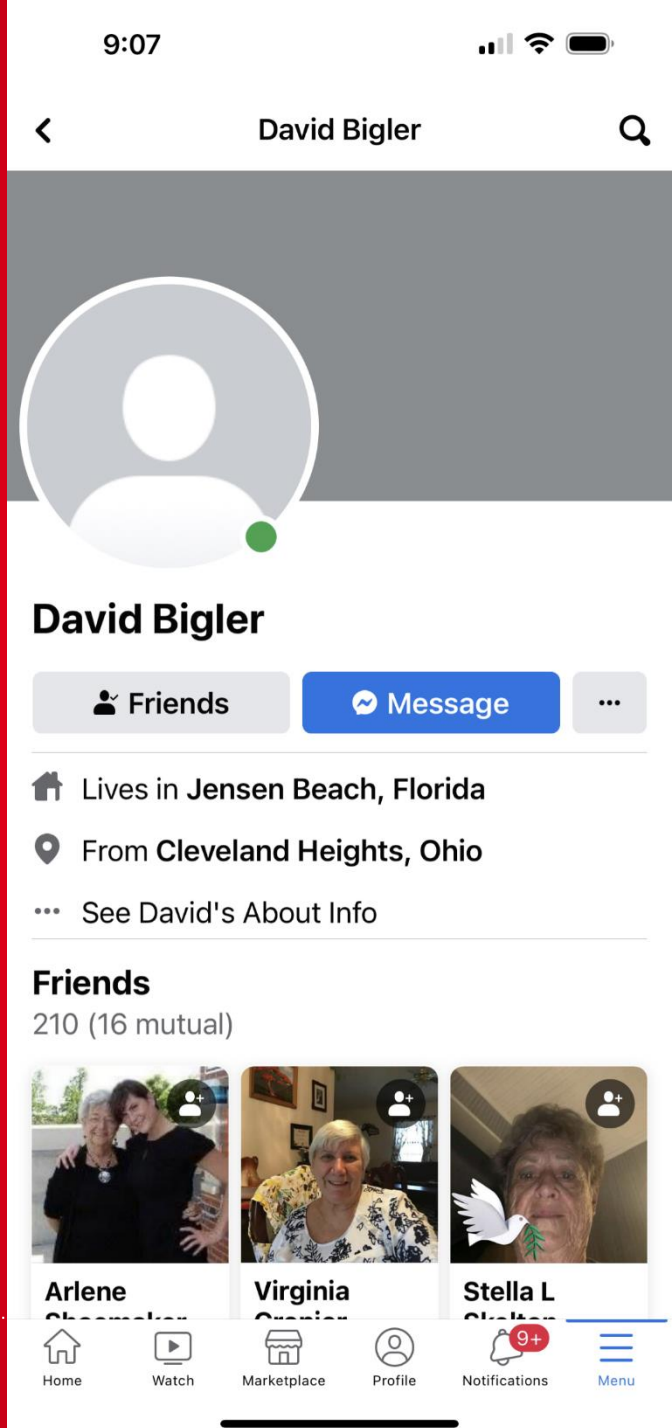 9:07
David Bigler
David Bigler
Friends
Message
Lives in Jensen Beach, Florida
From Cleveland Heights, Ohio
See David's About Info
Friends
210 (16 mutual)
Arlene
Virginia
Stella L
9+
Home
Watch
Marketplace
Profile
Notifications
Menu